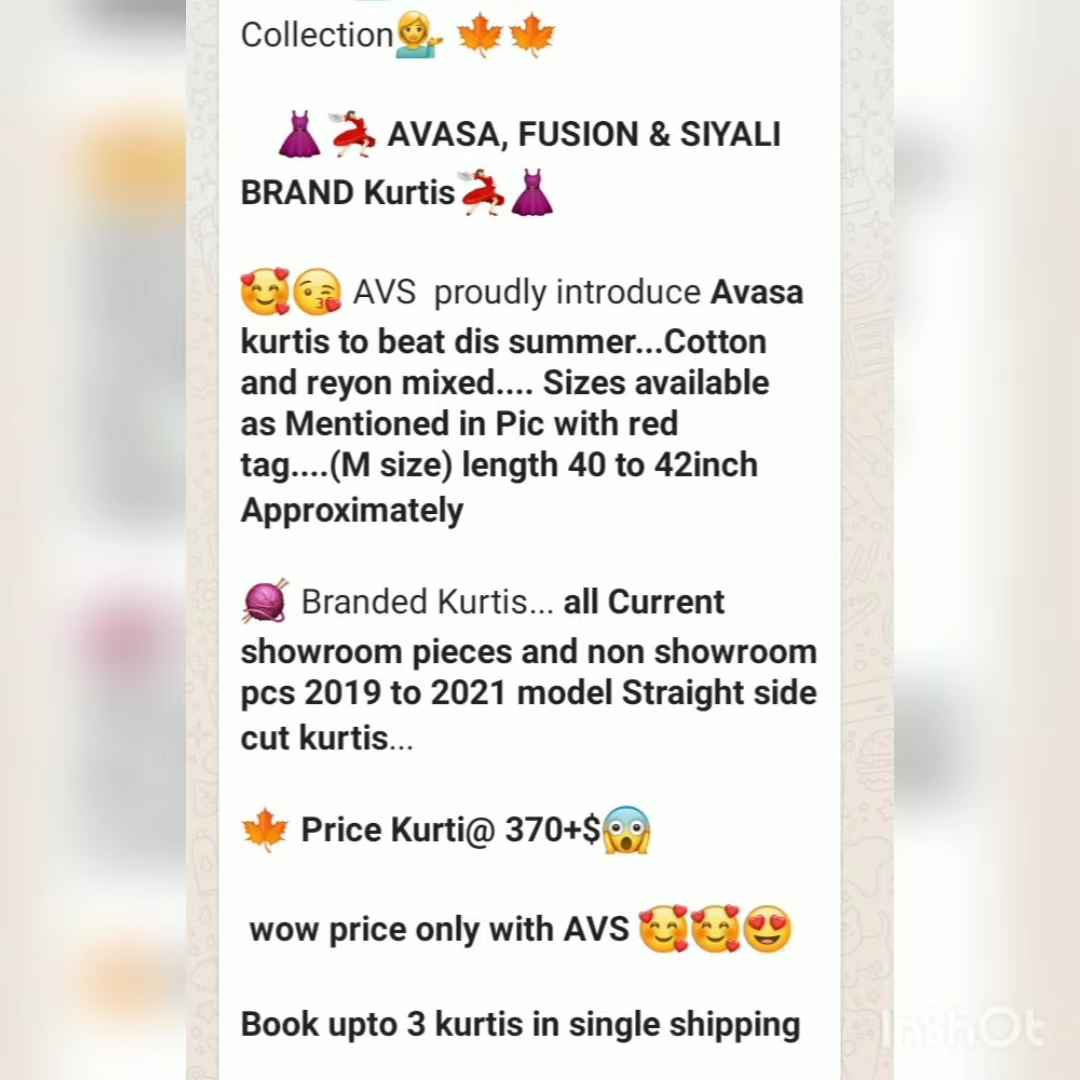 Collection💁‍♀️ 🍁🍁
👗💃 AVASA, FUSION & SIYALI
BRAND Kurtis💃👗
🥰😘 AVS proudly introduce Avasa
kurtis to beat dis summer...Cotton
and reyon mixed.... Sizes available
as Mentioned in Pic with red
tag....(M size) length 40 to 42inch
Approximately
🧶 Branded Kurtis... all Current
showroom pieces and non showroom
pcs 2019 to 2021 model Straight side
cut kurtis...
🍁 Price Kurti@ 370+$😱
wow price only with AVS 🥰🥰😍
Book upto 3 kurtis in single shipping
InShOt